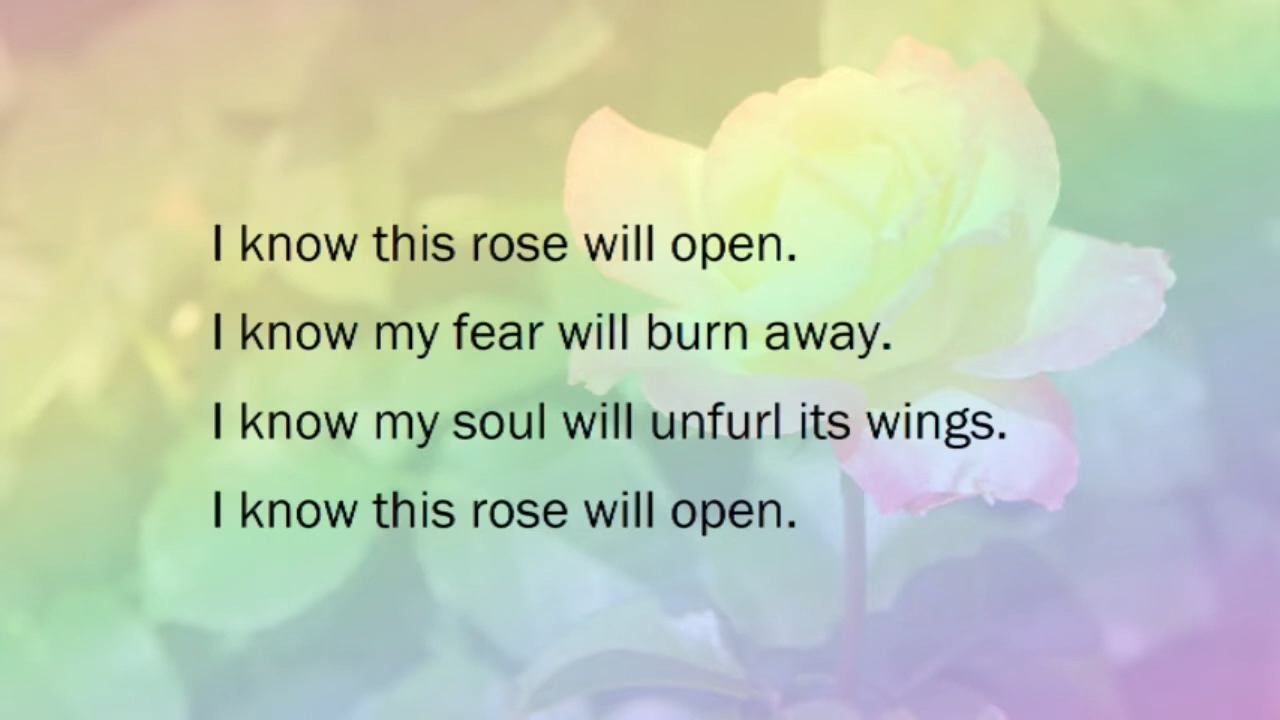 I know this rose will open.
I know my fear will burn away.
I know my soul will unfurl its wings.
I know this rose will open.